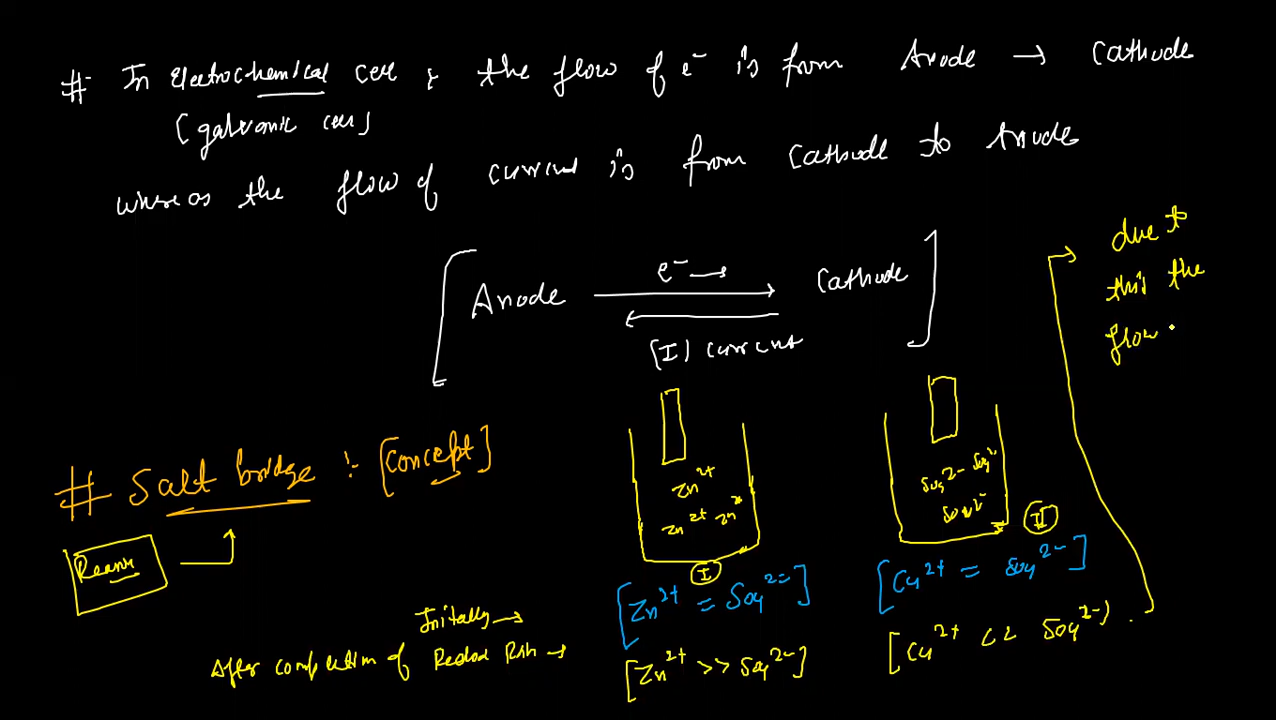 # In Electrochemical cell : the flow of e⁻ is from Anode → Cathode
[galvanic cell]
whereas the flow of current is from Cathode to Anode
[Anode e⁻→ Cathode]
(I) current
due to
this the
flow
# Salt bridge :- [Concept]
Zn²⁺
Zn²⁺ Zn²⁺
SO₄²⁻ SO₄²⁻
SO₄²⁻
I
II
[Zn²⁺ = SO₄²⁻]
[Cu²⁺ = SO₄²⁻]
Initally →
After completion of Redox Rxn →
[Zn²⁺ >> SO₄²⁻]
[Cu²⁺ << SO₄²⁻]